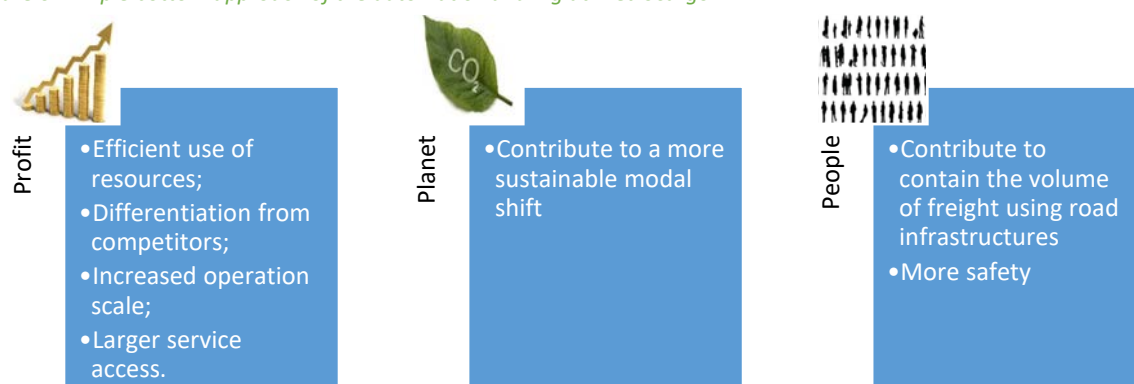 Profit
•Efficient use of
resources;
•Differentiation from
competitors;
•Increased operation
scale;
•Larger service
access.
CO₂
Planet
•Contribute to a more
sustainable modal
shift
People
•Contribute to
contain the volume
of freight using road
infrastructures
•More safety